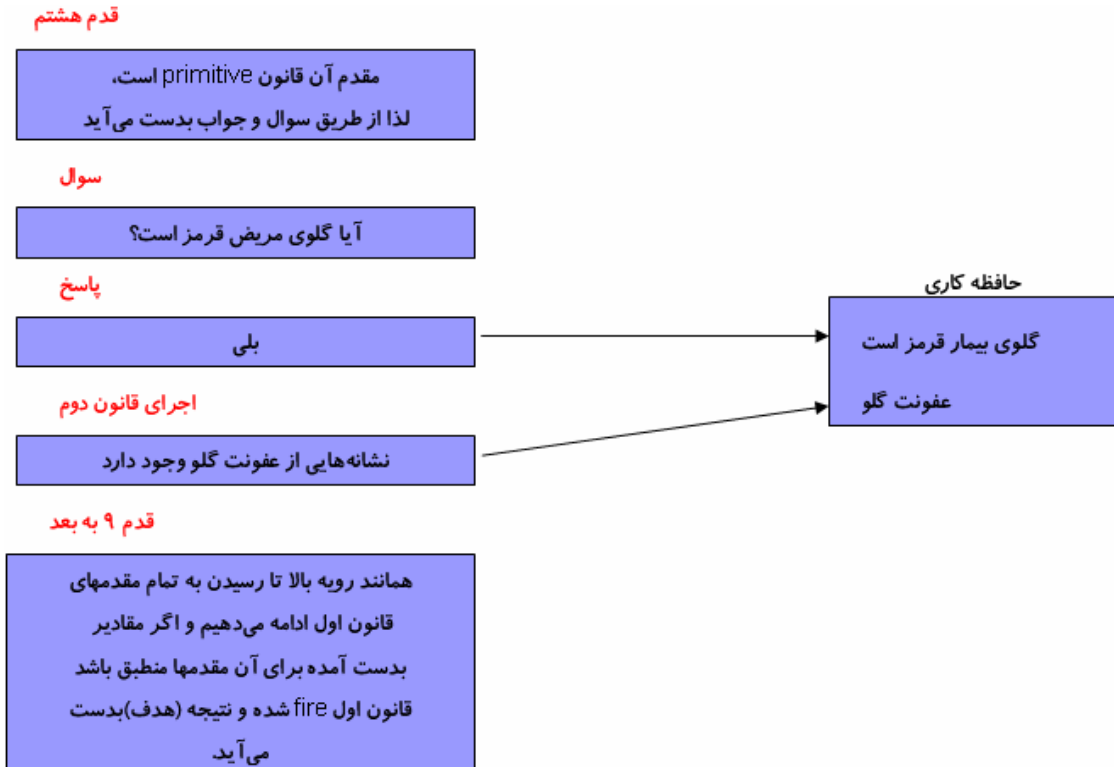 قدم هشتم
مقدم آن قانون primitive است،
لذا از طریق سوال و جواب بدست می‌آید
سوال
آیا گلوی مریض قرمز است؟
پاسخ
بلی
حافظه کاری
گلوی بیمار قرمز است
عفونت گلو
اجرای قانون دوم
نشانه‌هایی از عفونت گلو وجود دارد
قدم ۹ به بعد
همانند رویه بالا تا رسیدن به تمام مقدمهای
قانون اول ادامه می‌دهیم و اگر مقادیر
بدست آمده برای آن مقدمها منطبق باشد
قانون اول fire شده و نتیجه (هدف)بدست
می‌آید.